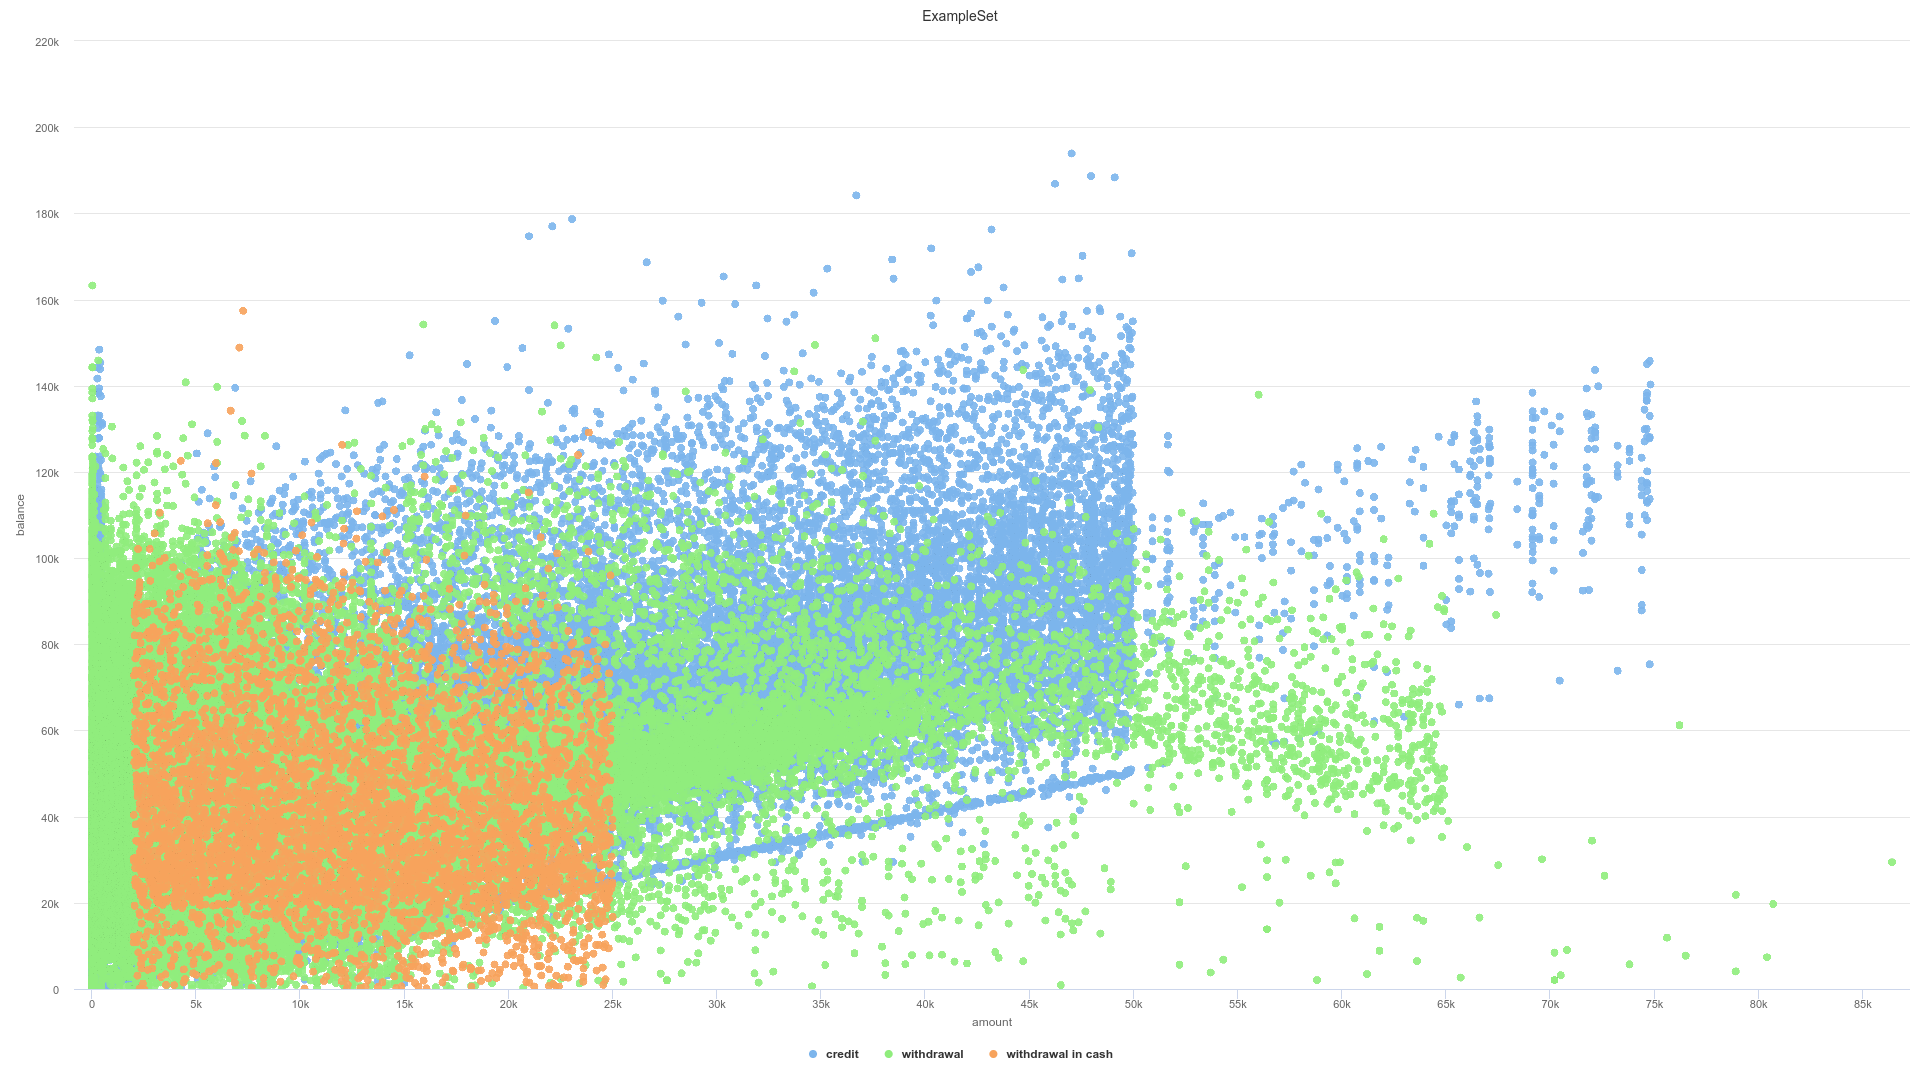 ExampleSet
220k
200k
180k
160k
140k
120k
100k
80k
60k
40k
20k
0
balance
0 5k 10k 15k 20k 25k 30k 35k 40k 45k 50k 55k 60k 65k 70k 75k 80k 85k
amount
credit withdrawal withdrawal in cash